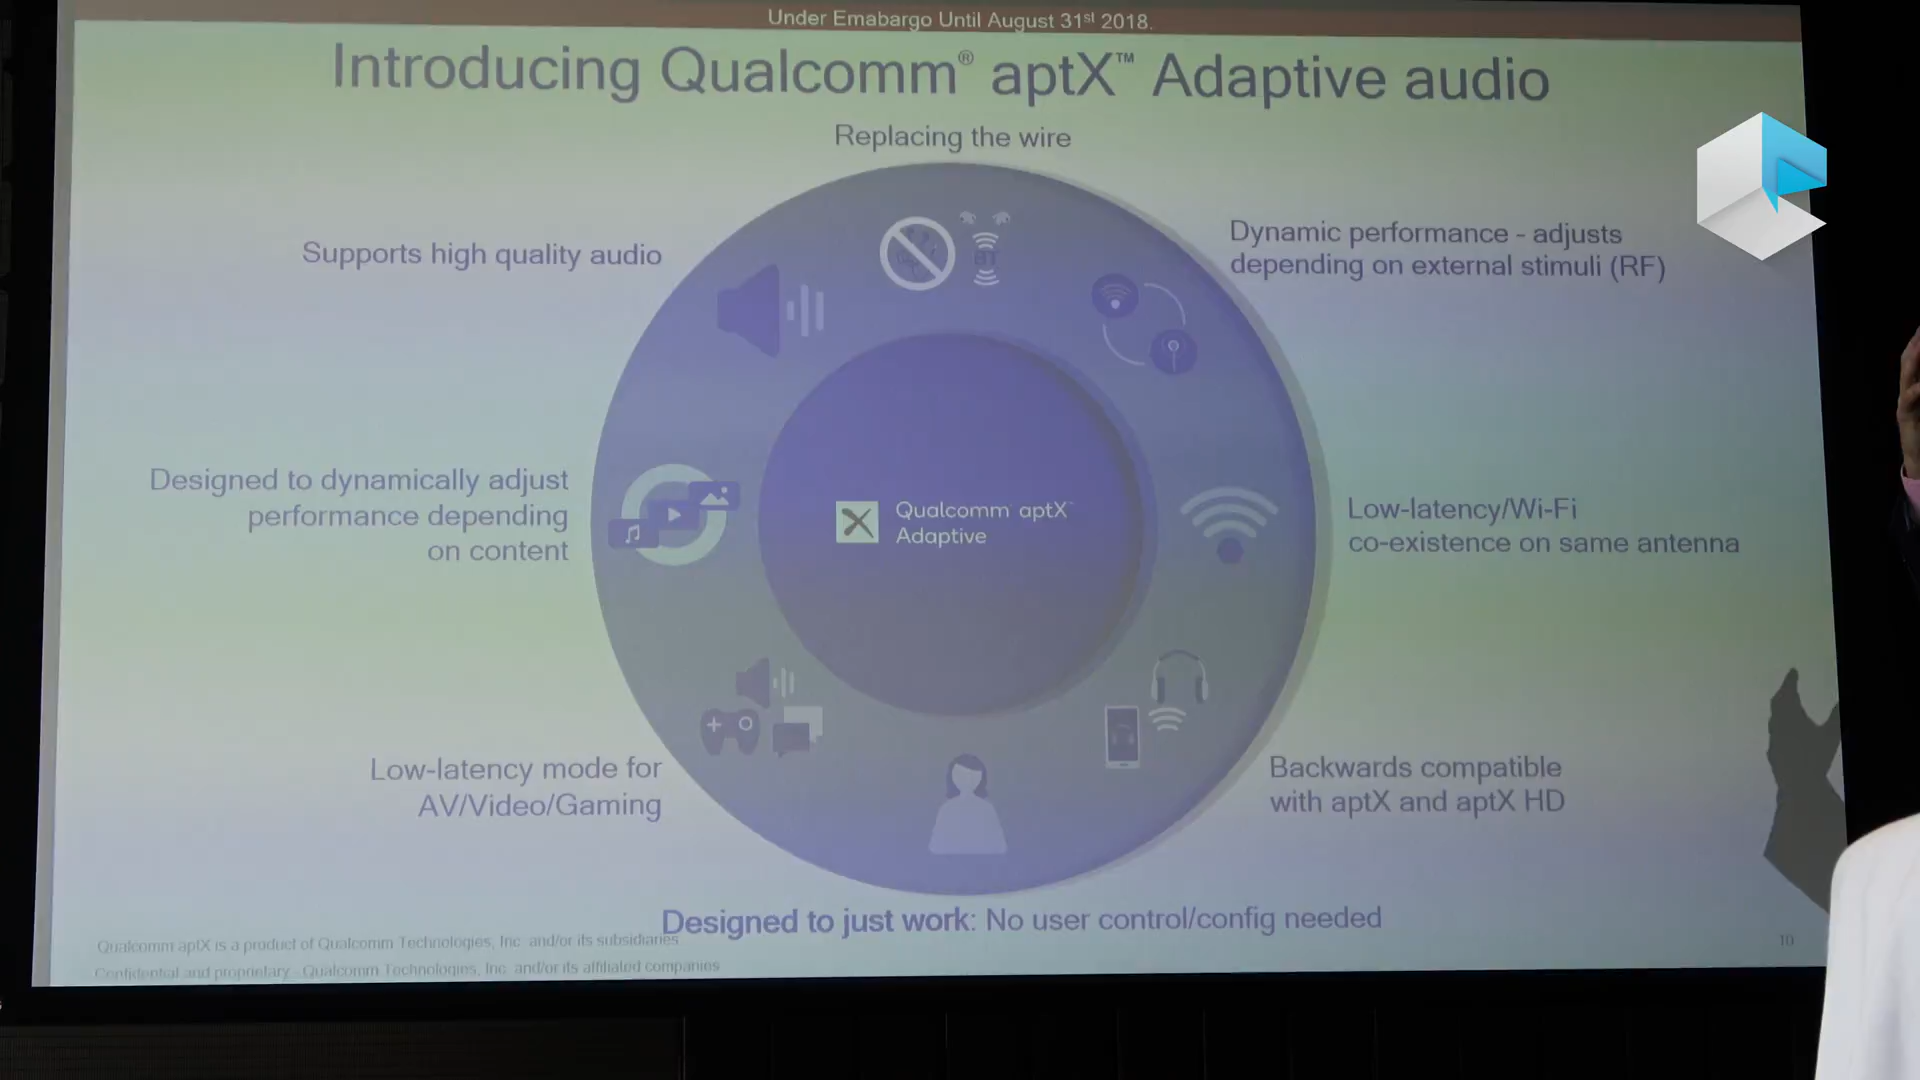 Under Emabargo Until August 31st 2018.
Introducing Qualcomm® aptX™ Adaptive audio
Replacing the wire
Supports high quality audio
Dynamic performance - adjusts
depending on external stimuli (RF)
BT
Designed to dynamically adjust
performance depending
on content
Qualcomm aptX™
Adaptive
Low-latency/Wi-Fi
co-existence on same antenna
Low-latency mode for
AV/Video/Gaming
Backwards compatible
with aptX and aptX HD
Designed to just work: No user control/config needed
Qualcomm aptX is a product of Qualcomm Technologies, Inc. and/or its subsidiaries.
Confidential and proprietary - Qualcomm Technologies, Inc. and/or its affiliated companies
10